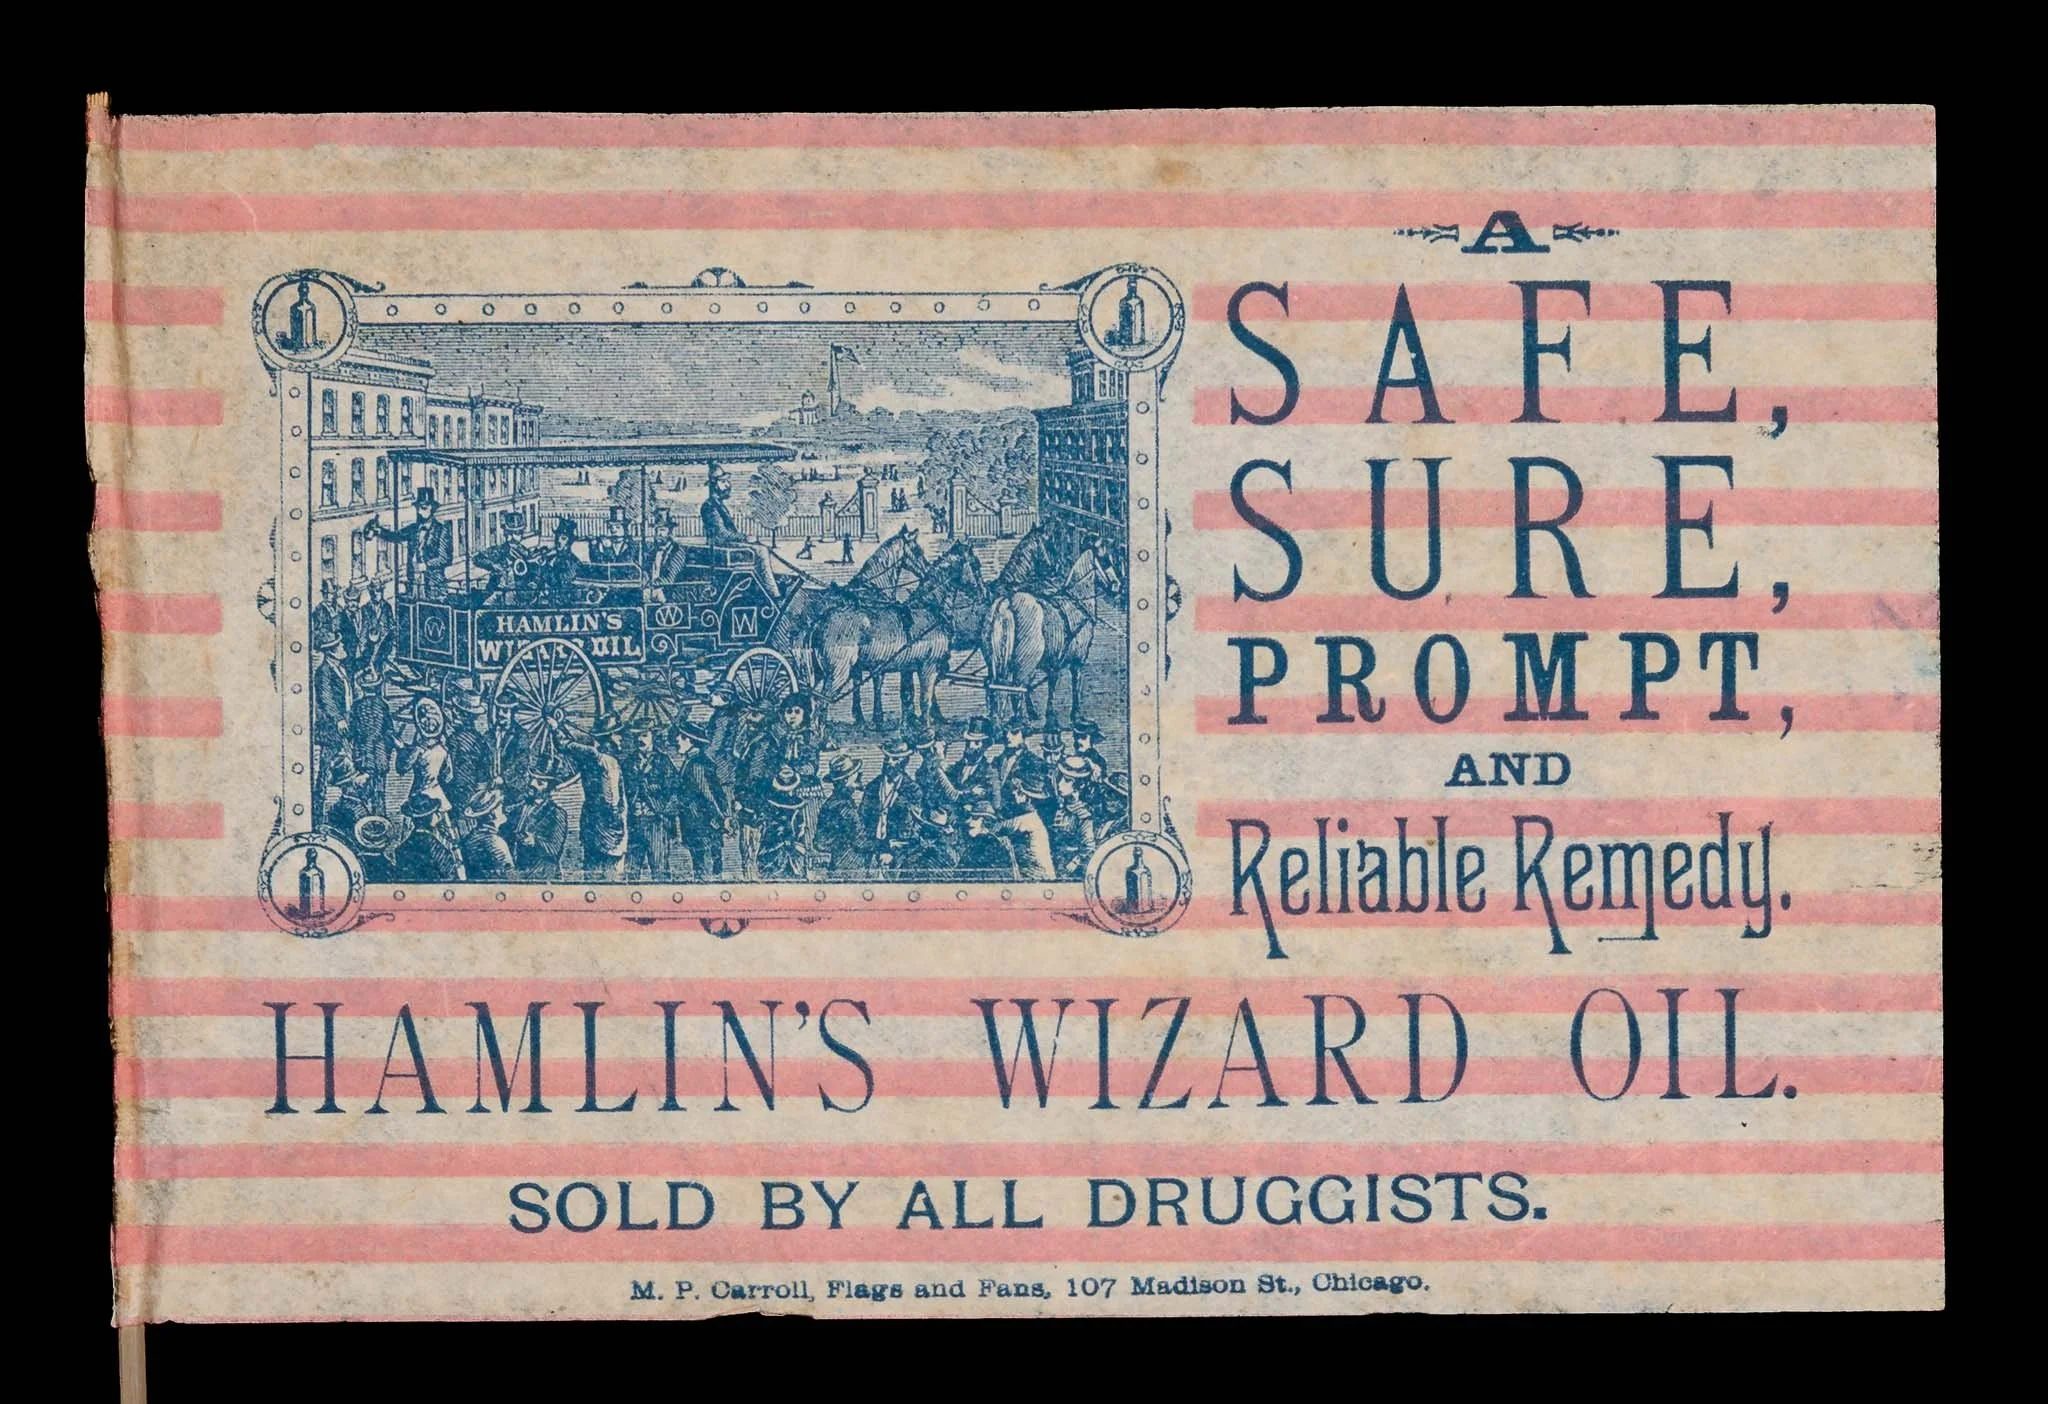 A
SAFE,
SURE,
PROMPT,
AND
Reliable Remedy.
HAMLIN'S
WIZARD OIL
W
W
W
HAMLIN'S WIZARD OIL.
SOLD BY ALL DRUGGISTS.
M. P. Carroll, Flags and Fans, 107 Madison St., Chicago.